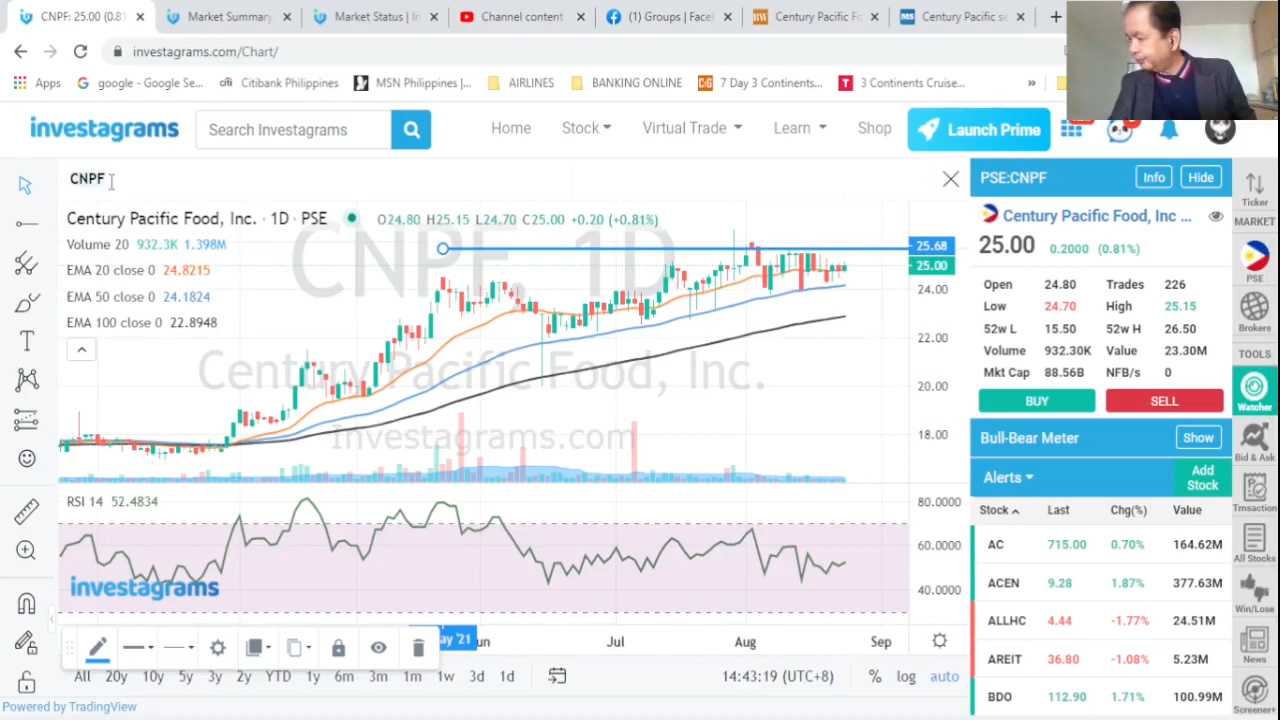 CNPF: 25.00 (0.81
Market Summary
Market Status | In
Channel content
(1) Groups | Facel
Century Pacific Fo
Century Pacific se
investagrams.com/Chart/
Apps
google - Google Se...
Citibank Philippines
MSN Philippines |...
AIRLINES
BANKING ONLINE
7 Day 3 Continents...
3 Continents Cruise...
»
investagrams
Search Investagrams
Home
Stock
Virtual Trade
Learn
Shop
Launch Prime
CNPF
PSE:CNPF
Info
Hide
Century Pacific Food, Inc. · 1D · PSE
O24.80 H25.15 L24.70 C25.00 +0.20 (+0.81%)
Volume 20 932.3K 1.398M
EMA 20 close 0 24.8215
EMA 50 close 0 24.1824
EMA 100 close 0 22.8948
CNPF, 1D
Century Pacific Food, Inc.
Investagrams.com
25.68
25.00
24.00
22.00
20.00
18.00
RSI 14 52.4834
80.0000
60.0000
40.0000
investagrams
ay '21
un
Jul
Aug
Sep
All 20y 10y 5y 3y 2y YTD 1y 6m 3m 1m 1w 3d 1d
14:43:19 (UTC+8)
% log auto
Powered by TradingView
Century Pacific Food, Inc ...
25.00 0.2000 (0.81%)
Open 24.80 Trades 226
Low 24.70 High 25.15
52w L 15.50 52w H 26.50
Volume 932.30K Value 23.30M
Mkt Cap 88.56B NFB/s 0
BUY
SELL
Bull-Bear Meter
Show
Alerts
Add Stock
Stock Last Chg(%) Value
AC 715.00 0.70% 164.62M
ACEN 9.28 1.87% 377.63M
ALLHC 4.44 -1.77% 24.51M
AREIT 36.80 -1.08% 5.23M
BDO 112.90 1.71% 100.99M
Ticker
MARKET
PSE
Brokers
TOOLS
Watcher
Bid & Ask
Trnsaction
All Stocks
Win/Lose
News
Screener+